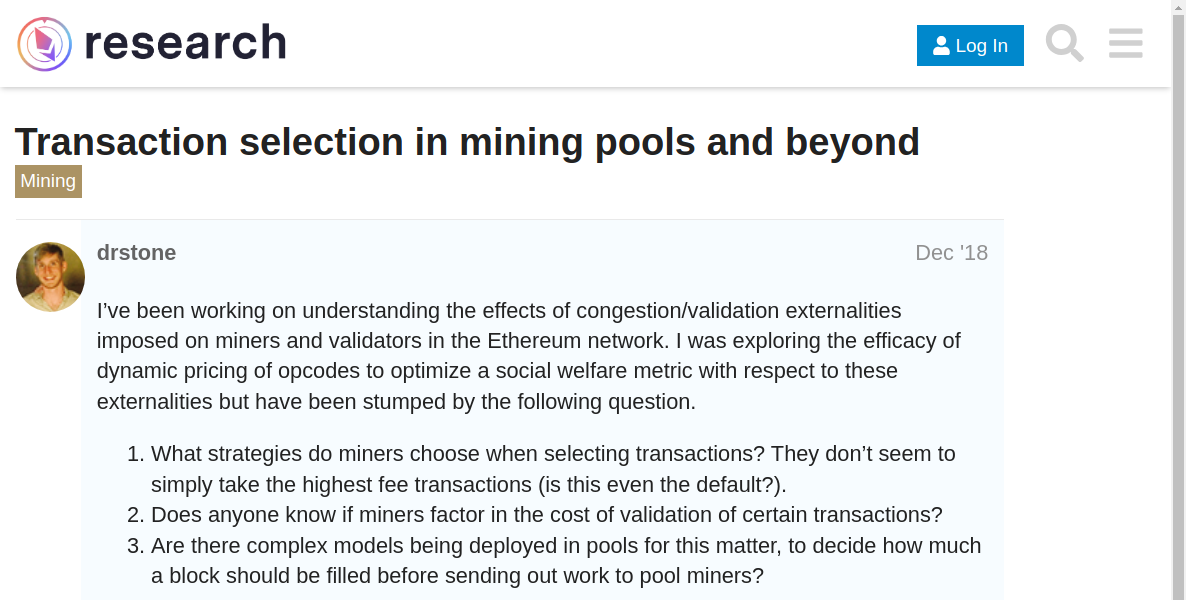 research
Log In
Transaction selection in mining pools and beyond
Mining
drstone
Dec '18
I’ve been working on understanding the effects of congestion/validation externalities
imposed on miners and validators in the Ethereum network. I was exploring the efficacy of
dynamic pricing of opcodes to optimize a social welfare metric with respect to these
externalities but have been stumped by the following question.
1. What strategies do miners choose when selecting transactions? They don’t seem to
simply take the highest fee transactions (is this even the default?).
2. Does anyone know if miners factor in the cost of validation of certain transactions?
3. Are there complex models being deployed in pools for this matter, to decide how much
a block should be filled before sending out work to pool miners?